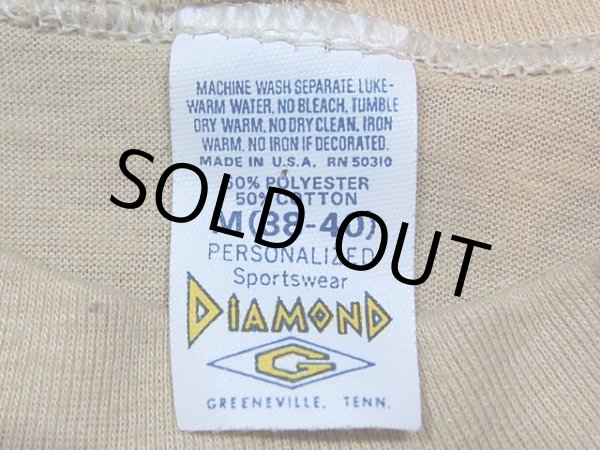 MACHINE WASH SEPARATE. LUKE-
WARM WATER. NO BLEACH. TUMBLE
DRY WARM. NO DRY CLEAN. IRON
WARM. NO IRON IF DECORATED.
MADE IN U.S.A. RN 50310
50% POLYESTER
50% COTTON
M (38-40)
PERSONALIZED
Sportswear
DIAMOND
G
GREENEVILLE, TENN.
SOLD OUT